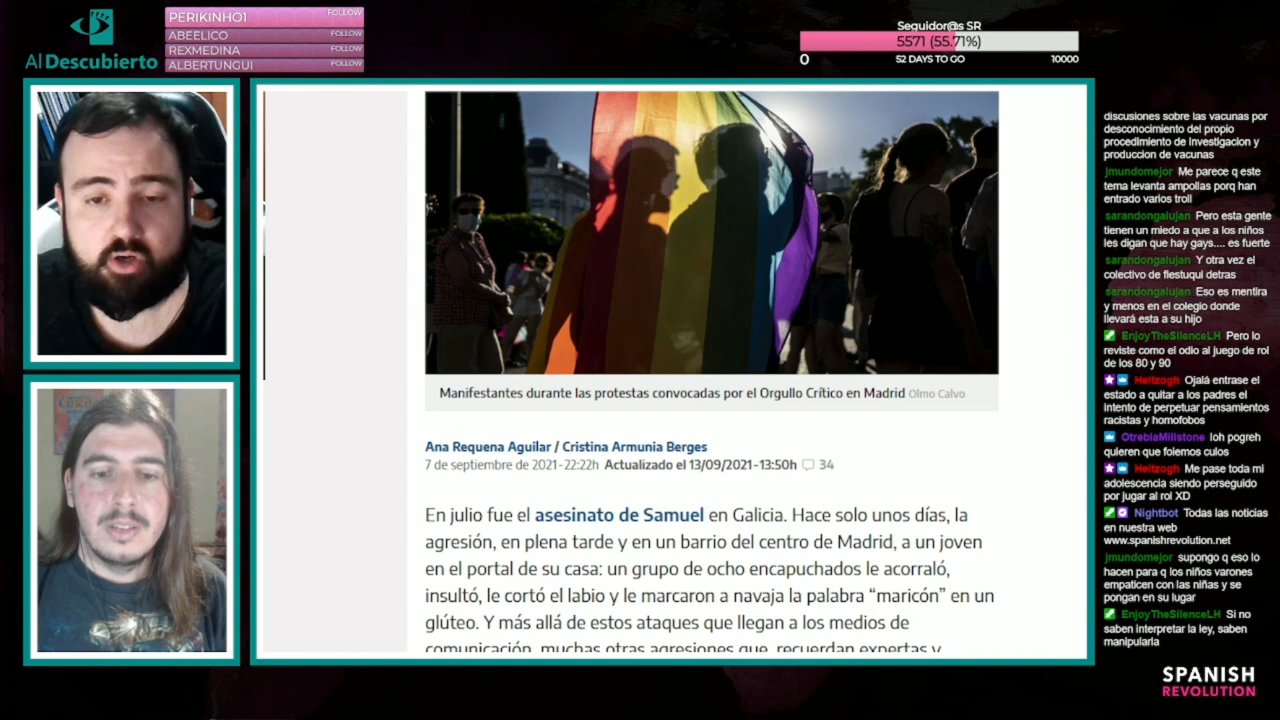 Al Descubierto
PERIKINHO1 FOLLOW
ABEELICO FOLLOW
REXMEDINA FOLLOW
ALBERTUNGUI FOLLOW
Seguidor@s SR
5571 (55.71%)
0 52 DAYS TO GO 10000
Manifestantes durante las protestas convocadas por el Orgullo Crítico en Madrid Olmo Calvo
Ana Requena Aguilar / Cristina Armunia Berges
7 de septiembre de 2021-22:22h Actualizado el 13/09/2021-13:50h 34
En julio fue el asesinato de Samuel en Galicia. Hace solo unos días, la
agresión, en plena tarde y en un barrio del centro de Madrid, a un joven
en el portal de su casa: un grupo de ocho encapuchados le acorraló,
insultó, le cortó el labio y le marcaron a navaja la palabra “maricón” en un
glúteo. Y más allá de estos ataques que llegan a los medios de
comunicación, muchas otras agresiones que, recuerdan expertas y
discusiones sobre las vacunas por
desconocimiento del propio
procedimiento de investigacion y
produccion de vacunas
jmundomejor Me parece q este
tema levanta ampollas porq han
entrado varios troll
sarandongalujan Pero esta gente
tienen un miedo a que a los niños
les digan que hay gays.... es fuerte
sarandongalujan Y otra vez el
colectivo de fiestuqui detras
sarandongalujan Eso es mentira
y menos en el colegio donde
llevará esta a su hijo
EnjoyTheSilenceLH Pero lo
reviste como el odio al juego de rol
de los 80 y 90
Heitzogh Ojalá entrase el
estado a quitar a los padres el
intento de perpetuar pensamientos
racistas y homofobos
OtrebiaMillstone Ioh pogreh
quieren que folemos culos
Heitzogh Me pase toda mi
adolescencia siendo perseguido
por jugar al rol XD
Nightbot Todas las noticias
en nuestra web
www.spanishrevolution.net
jmundomejor supongo q eso lo
hacen para q los niños varones
empaticen con las niñas y se
pongan en su lugar
EnjoyTheSilenceLH Si no
saben interpretar la ley, saben
manipularla
SPANISH
REVOLUTION